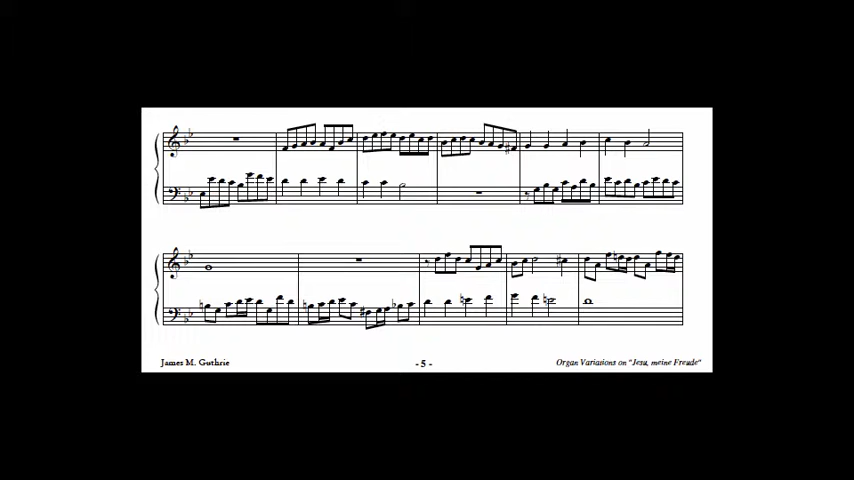 James M. Guthrie
- 5 -
Organ Variations on "Jesu, meine Freude"